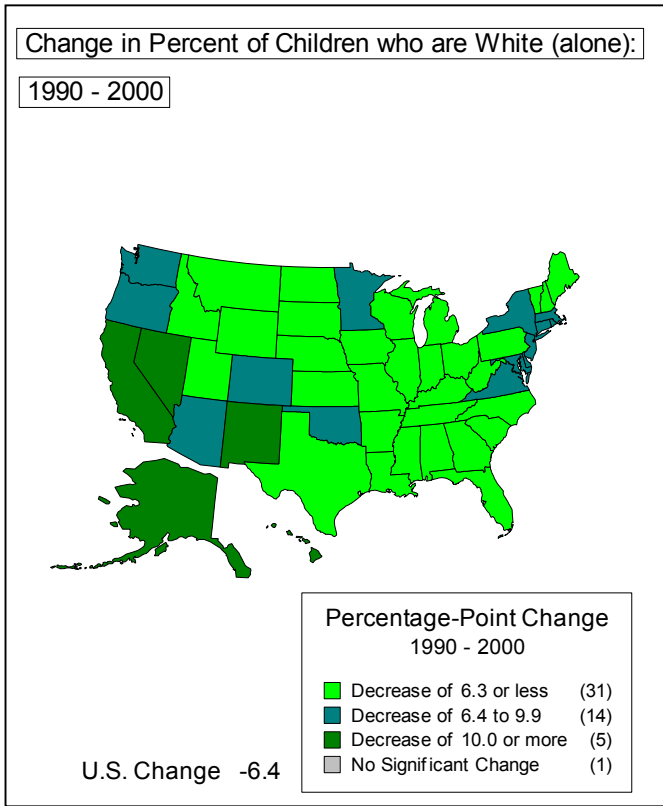 Change in Percent of Children who are White (alone):
1990 - 2000
Percentage-Point Change
1990 - 2000
Decrease of 6.3 or less (31)
Decrease of 6.4 to 9.9 (14)
Decrease of 10.0 or more (5)
No Significant Change (1)
U.S. Change -6.4